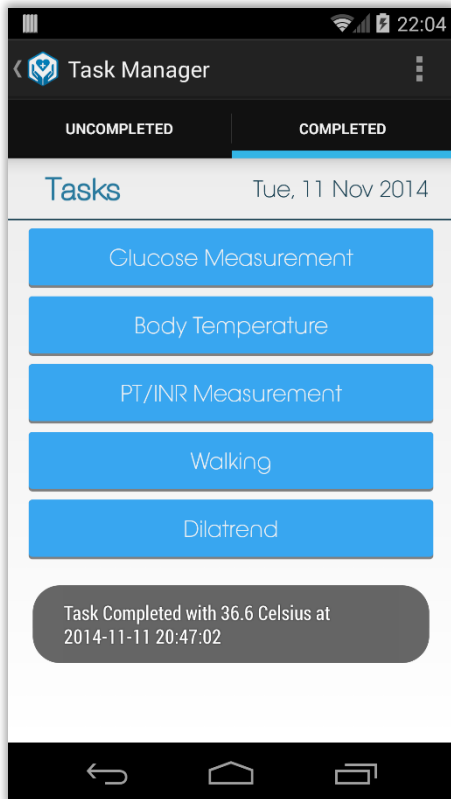 22:04
Task Manager
UNCOMPLETED COMPLETED
Tasks Tue, 11 Nov 2014
Glucose Measurement
Body Temperature
PT/INR Measurement
Walking
Dilatrend
Task Completed with 36.6 Celsius at
2014-11-11 20:47:02